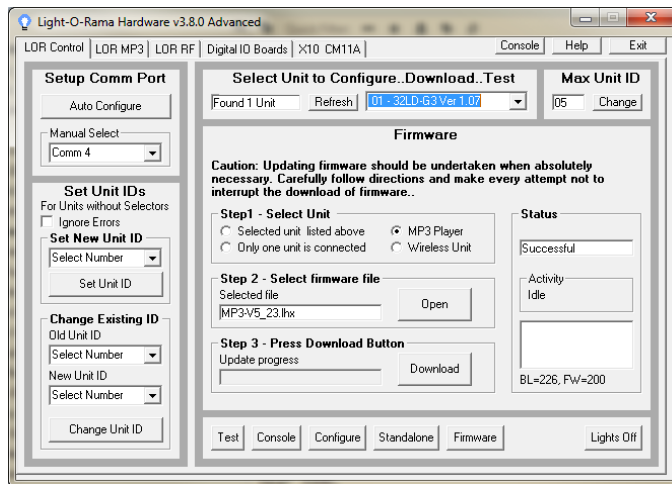 Light-O-Rama Hardware v3.8.0 Advanced
LOR Control
LOR MP3
LOR RF
Digital IO Boards
X10 CM11A
Console
Help
Exit
Setup Comm Port
Auto Configure
Manual Select
Comm 4
Set Unit IDs
For Units without Selectors
Ignore Errors
Set New Unit ID
Select Number
Set Unit ID
Change Existing ID
Old Unit ID
Select Number
New Unit ID
Select Number
Change Unit ID
Select Unit to Configure..Download..Test
Found 1 Unit
Refresh
01 - 32LD-G3 Ver 1.07
Max Unit ID
05
Change
Firmware
Caution: Updating firmware should be undertaken when absolutely
necessary. Carefully follow directions and make every attempt not to
interrupt the download of firmware..
Step1 - Select Unit
Selected unit listed above
MP3 Player
Only one unit is connected
Wireless Unit
Step 2 - Select firmware file
Selected file
MP3-V5_23.lhx
Open
Step 3 - Press Download Button
Update progress
Download
Status
Successful
Activity
Idle
BL=226, FW=200
Test
Console
Configure
Standalone
Firmware
Lights Off